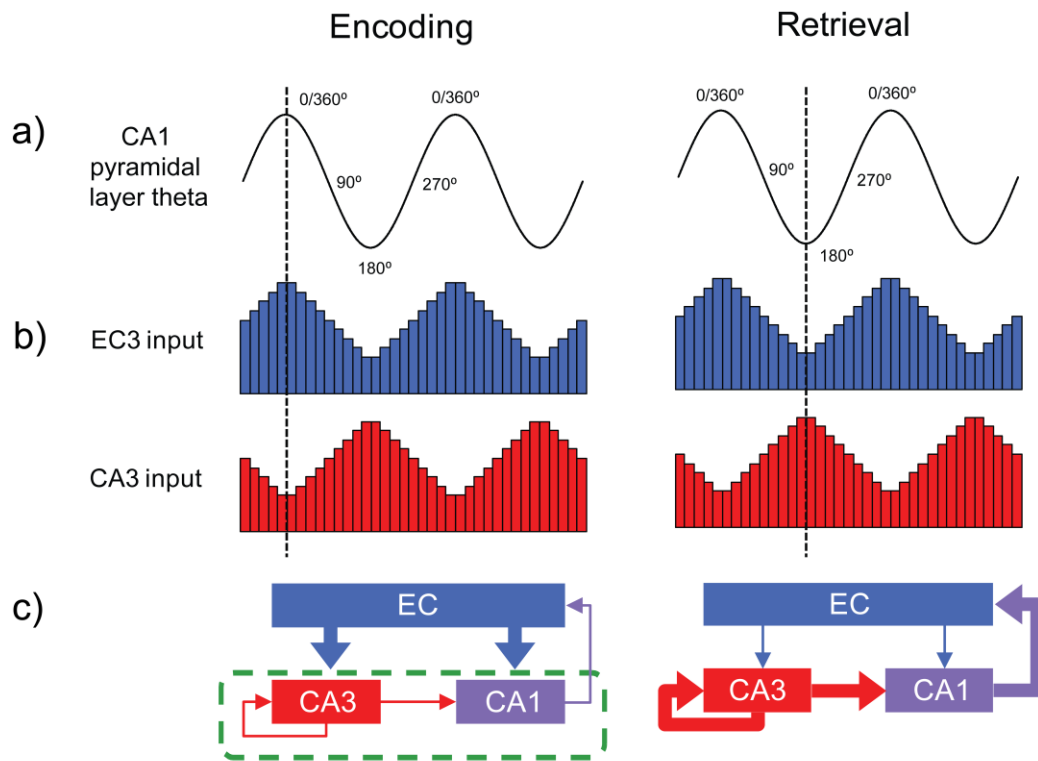 Encoding
Retrieval
a)
CA1
pyramidal
layer theta
0/360º
0/360º
90º
270º
180º
0/360º
0/360º
90º
270º
180º
b)
EC3 input
CA3 input
c)
EC
CA3
CA1
EC
CA3
CA1